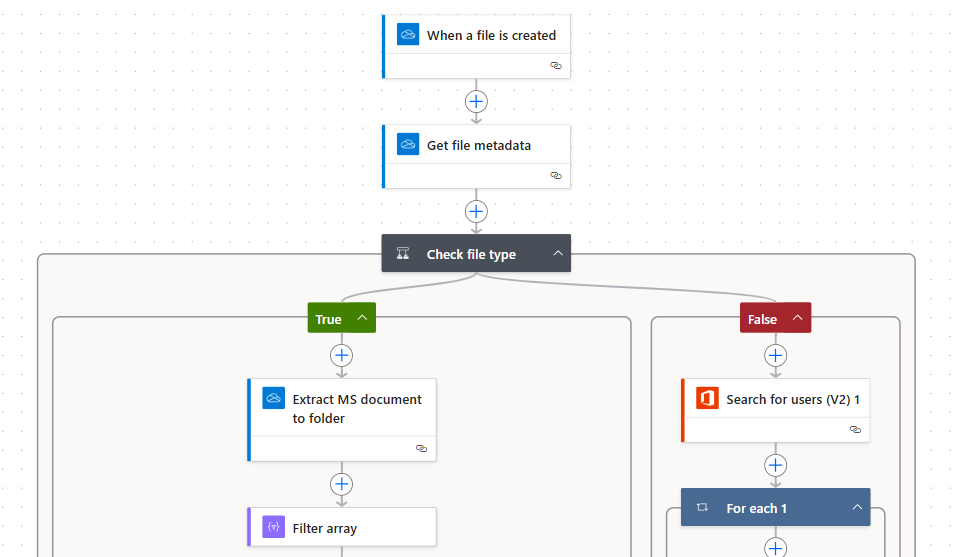 When a file is created
Get file metadata
Check file type
True
False
Extract MS document
to folder
Search for users (V2) 1
Filter array
For each 1